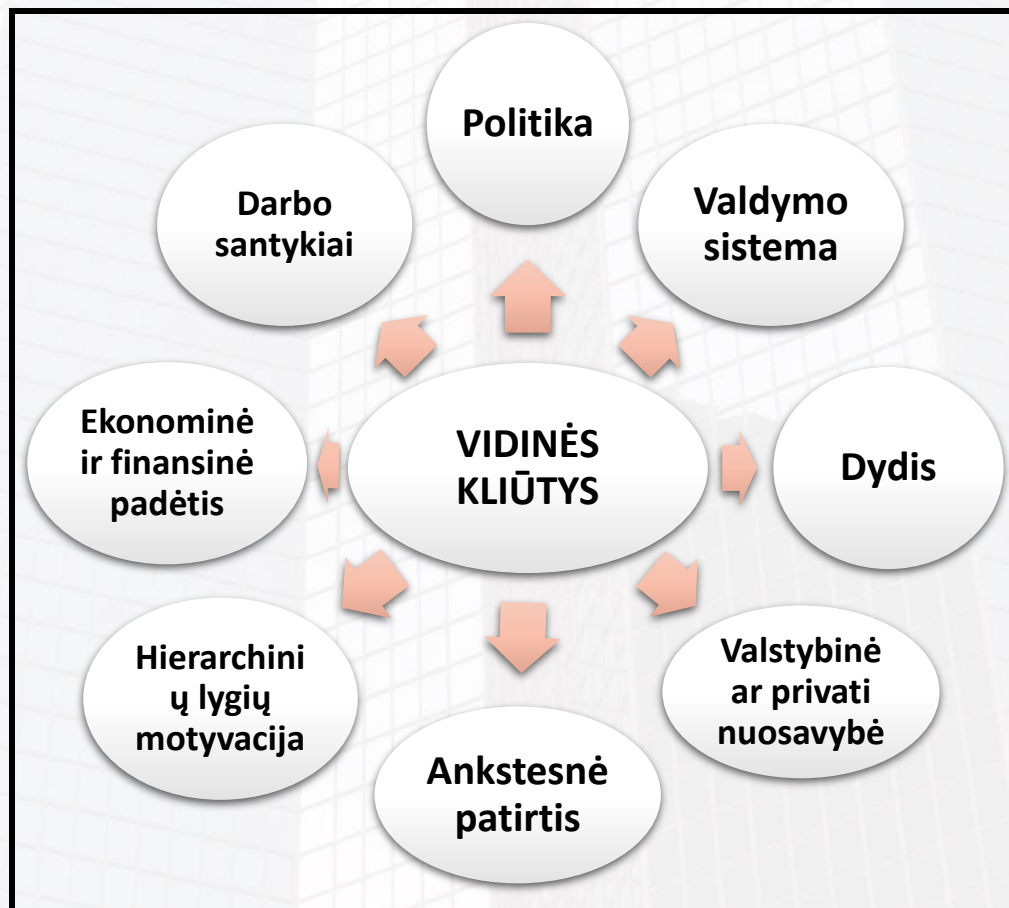 Politika
Darbo
santykiai
Valdymo
sistema
Ekonominė
ir finansinė
padėtis
VIDINĖS
KLIŪTYS
Dydis
Hierarchini
ų lygių
motyvacija
Valstybinė
ar privati
nuosavybė
Ankstesnė
patirtis